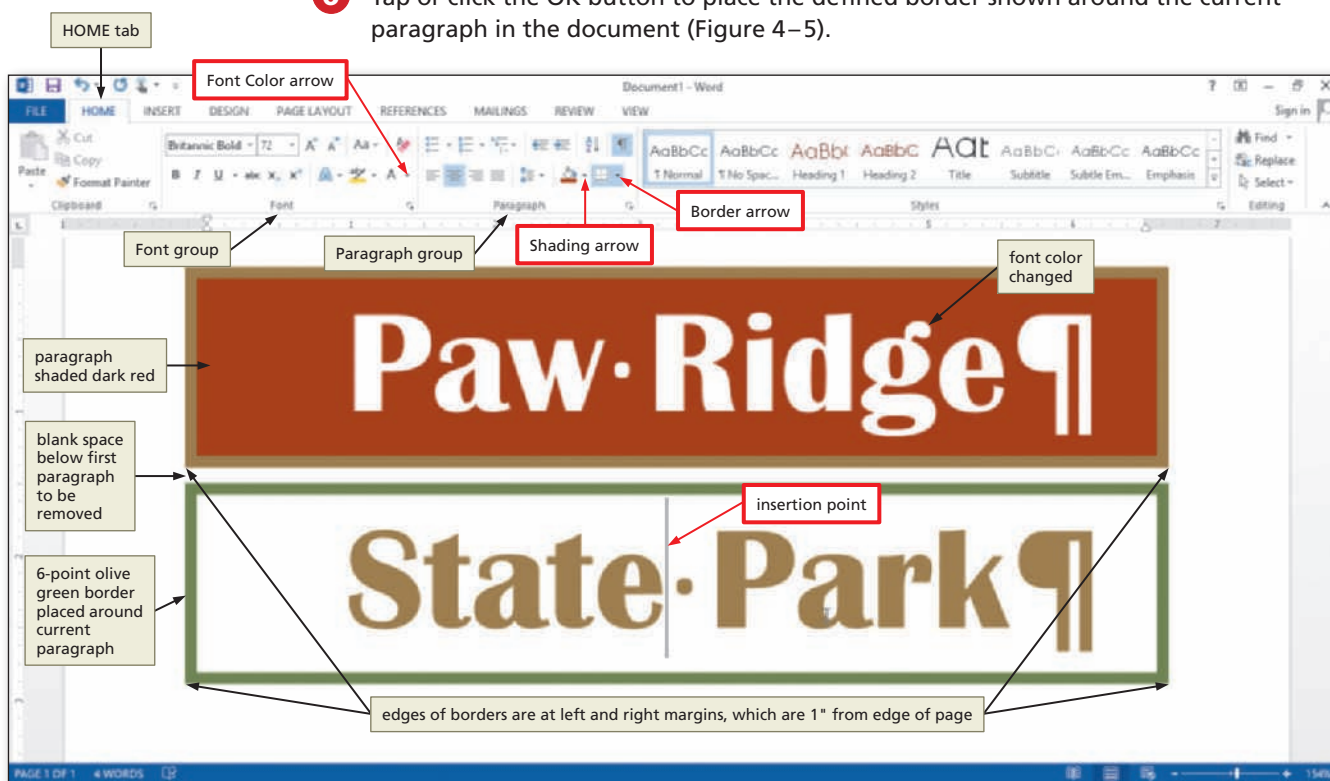 Tap or click the OK button to place the defined border shown around the current
paragraph in the document (Figure 4–5).
HOME tab
Font Color arrow
Document1 - Word
Sign in
FILE HOME INSERT DESIGN PAGE LAYOUT REFERENCES MAILINGS REVIEW VIEW
Cut
Copy
Format Painter
Paste
Britannic Bold 72
AaBbCc AaBbCc AaBbC AaBbC AaB AaBbC AaBbCc AaBbCc
¶ Normal ¶ No Spac... Heading 1 Heading 2 Title Subtitle Subtle Em... Emphasis
Find
Replace
Select
Clipboard Font Paragraph Styles Editing
Border arrow
Shading arrow
Font group
Paragraph group
font color
changed
Paw·Ridge¶
paragraph
shaded dark red
blank space
below first
paragraph
to be
removed
insertion point
State·Park¶
6-point olive
green border
placed around
current
paragraph
edges of borders are at left and right margins, which are 1" from edge of page
PAGE 1 OF 1 4 WORDS